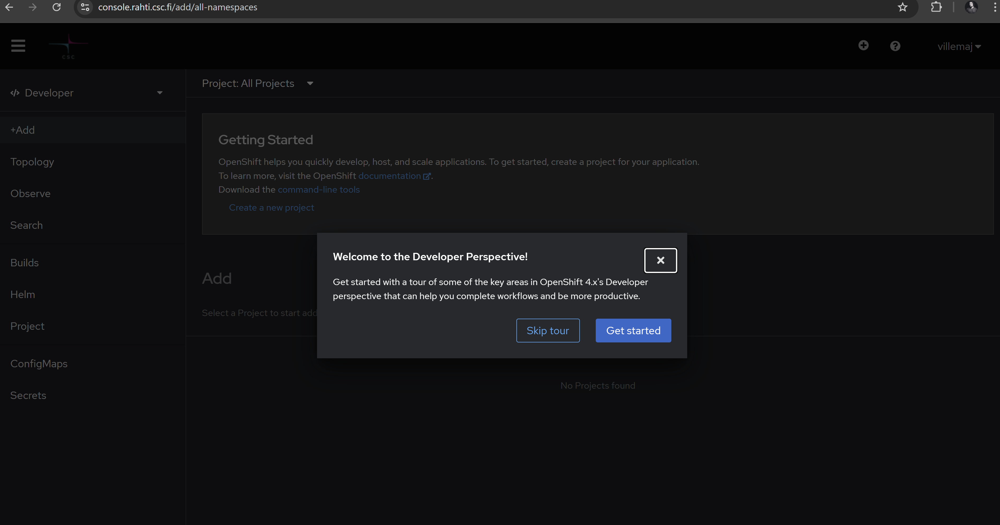 console.rahti.csc.fi/add/all-namespaces
csc
villemaj
Project: All Projects
Developer
+Add
Topology
Observe
Search
Builds
Helm
Project
ConfigMaps
Secrets
Getting Started
OpenShift helps you quickly develop, host, and scale applications. To get started, create a project for your application.
To learn more, visit the OpenShift documentation.
Download the command-line tools
Create a new project
Add
Select a Project to start add
Welcome to the Developer Perspective!
Get started with a tour of some of the key areas in OpenShift 4.x's Developer
perspective that can help you complete workflows and be more productive.
Skip tour
Get started
No Projects found